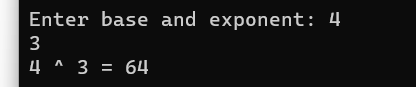 Enter base and exponent: 4
3
4 ^ 3 = 64